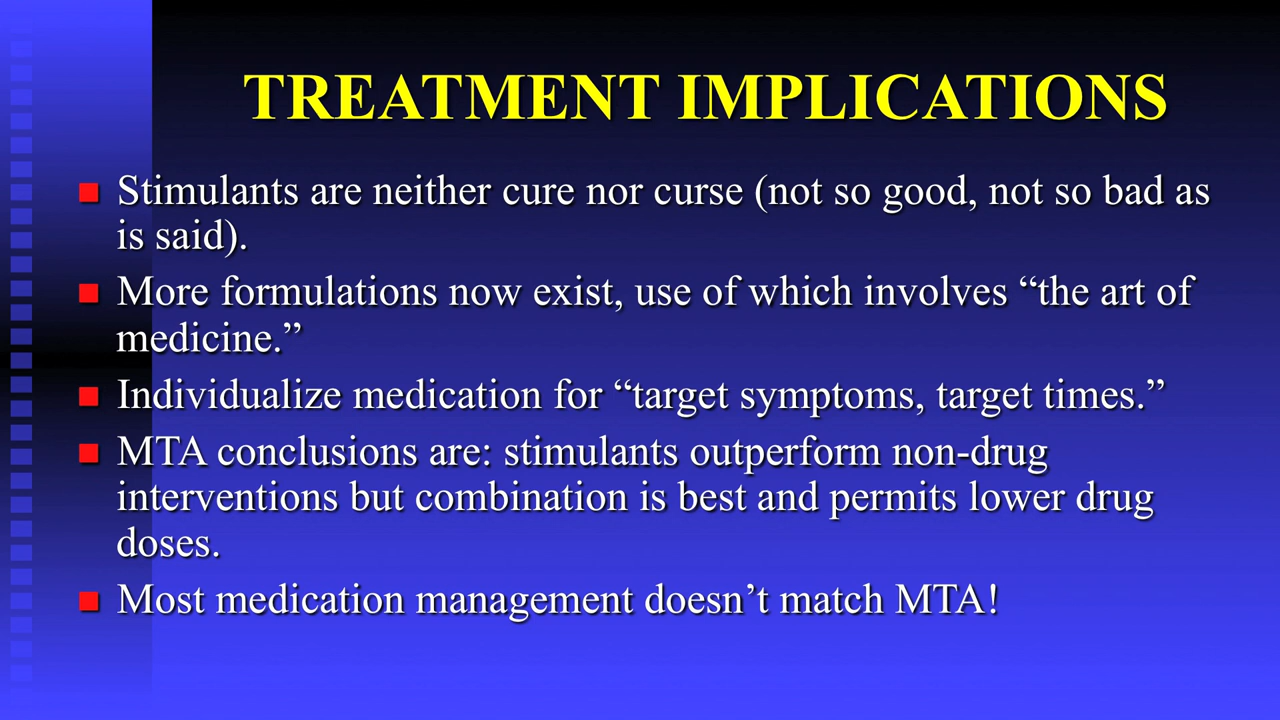 TREATMENT IMPLICATIONS
Stimulants are neither cure nor curse (not so good, not so bad as
is said).
More formulations now exist, use of which involves “the art of
medicine.”
Individualize medication for “target symptoms, target times.”
MTA conclusions are: stimulants outperform non-drug
interventions but combination is best and permits lower drug
doses.
Most medication management doesn’t match MTA!